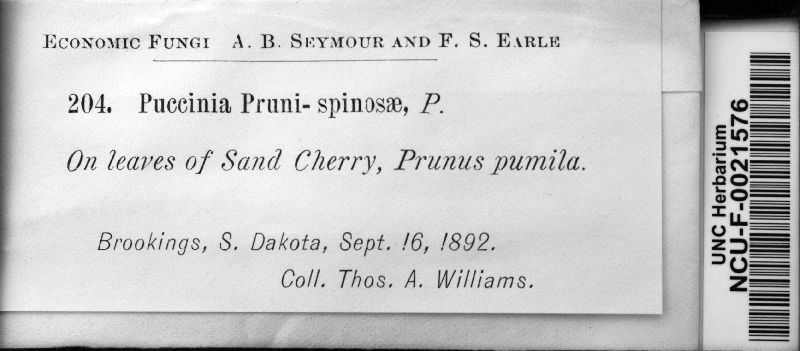 Economic Fungi A. B. Seymour and F. S. Earle
204. Puccinia Pruni-spinosæ, P.
On leaves of Sand Cherry, Prunus pumila.
Brookings, S. Dakota, Sept. 16, 1892.
Coll. Thos. A. Williams.
UNC Herbarium
NCU-F-0021576